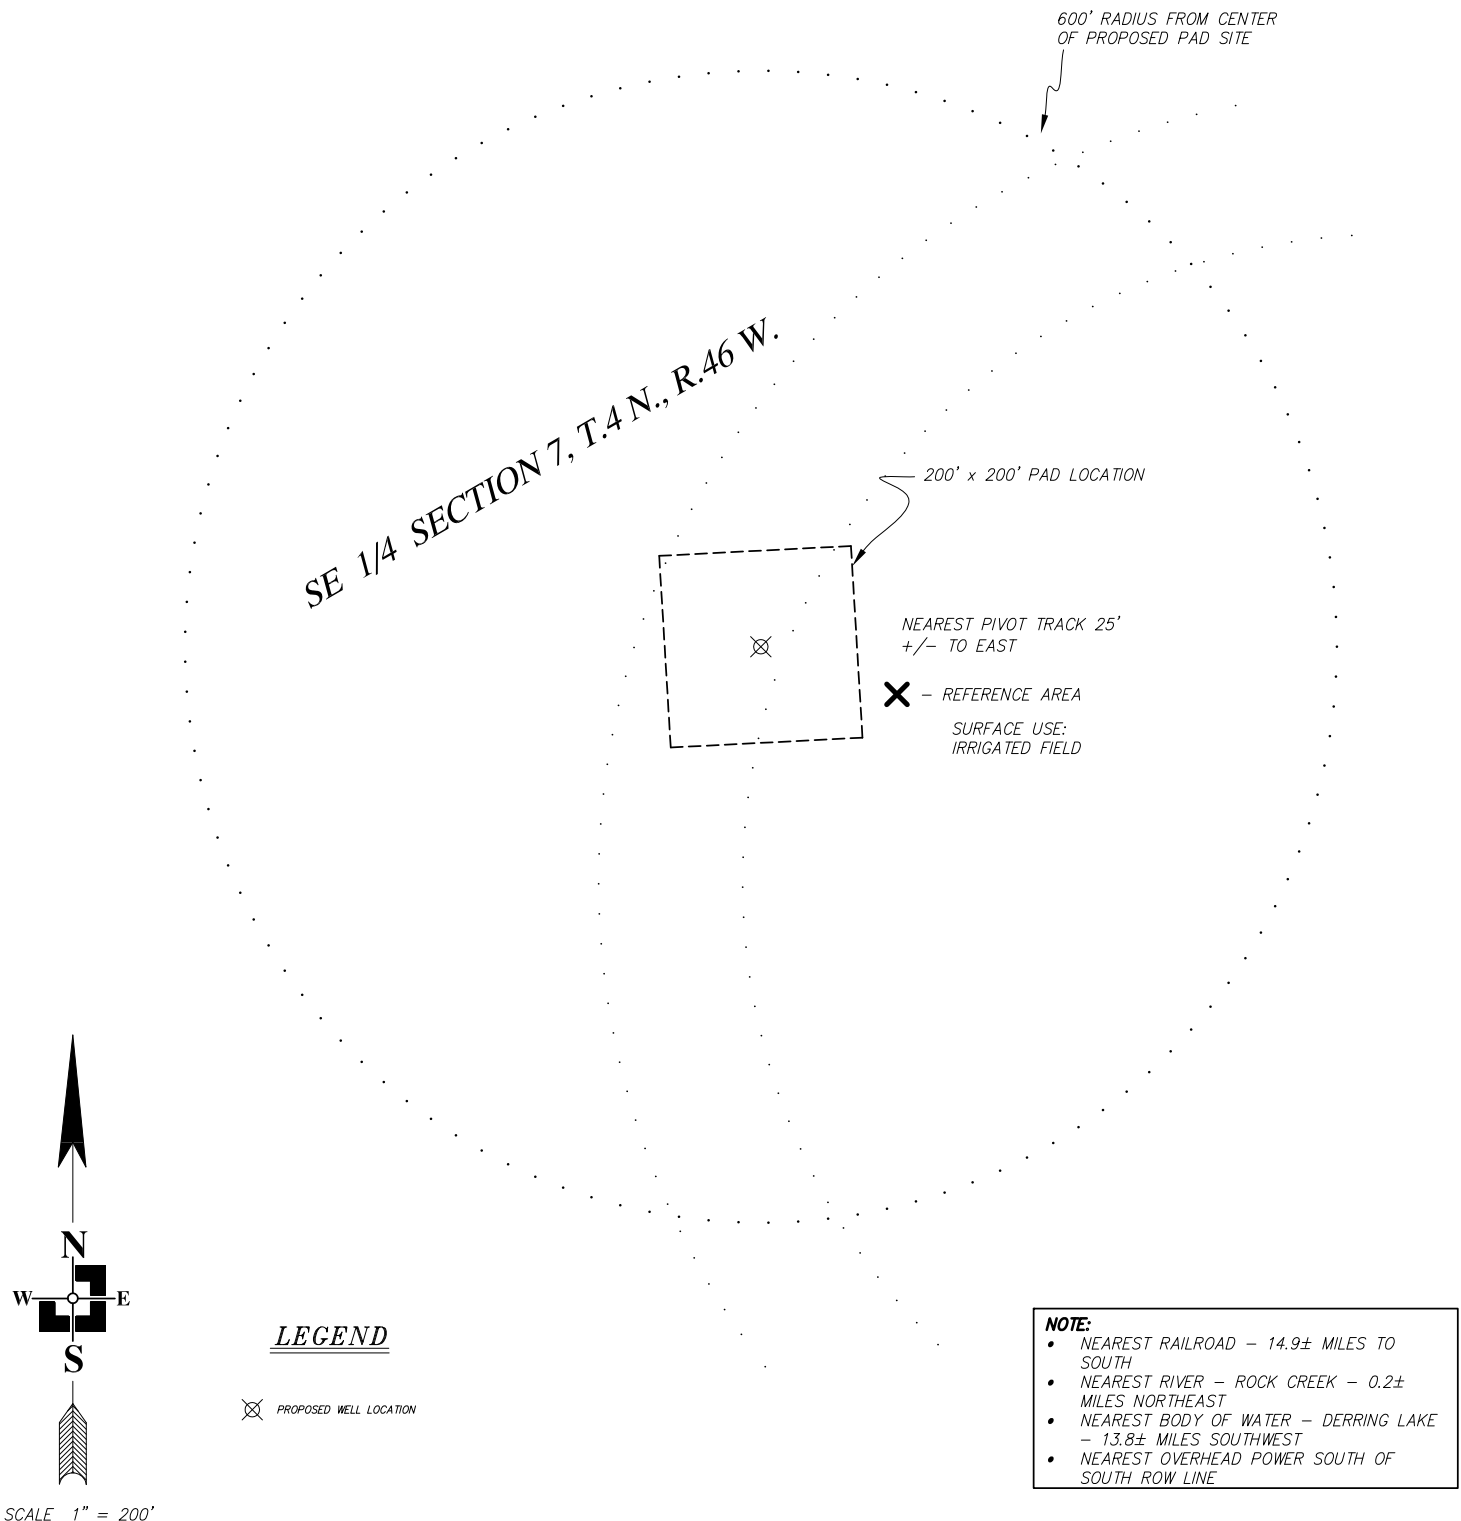 600' RADIUS FROM CENTER
OF PROPOSED PAD SITE
SE 1/4 SECTION 7, T.4 N., R.46 W.
200' x 200' PAD LOCATION
NEAREST PIVOT TRACK 25'
+/- TO EAST
- REFERENCE AREA
SURFACE USE:
IRRIGATED FIELD
N
W E
S
SCALE 1" = 200'
LEGEND
PROPOSED WELL LOCATION
NOTE:
• NEAREST RAILROAD - 14.9± MILES TO
SOUTH
• NEAREST RIVER - ROCK CREEK - 0.2±
MILES NORTHEAST
• NEAREST BODY OF WATER - DERRING LAKE
- 13.8± MILES SOUTHWEST
• NEAREST OVERHEAD POWER SOUTH OF
SOUTH ROW LINE